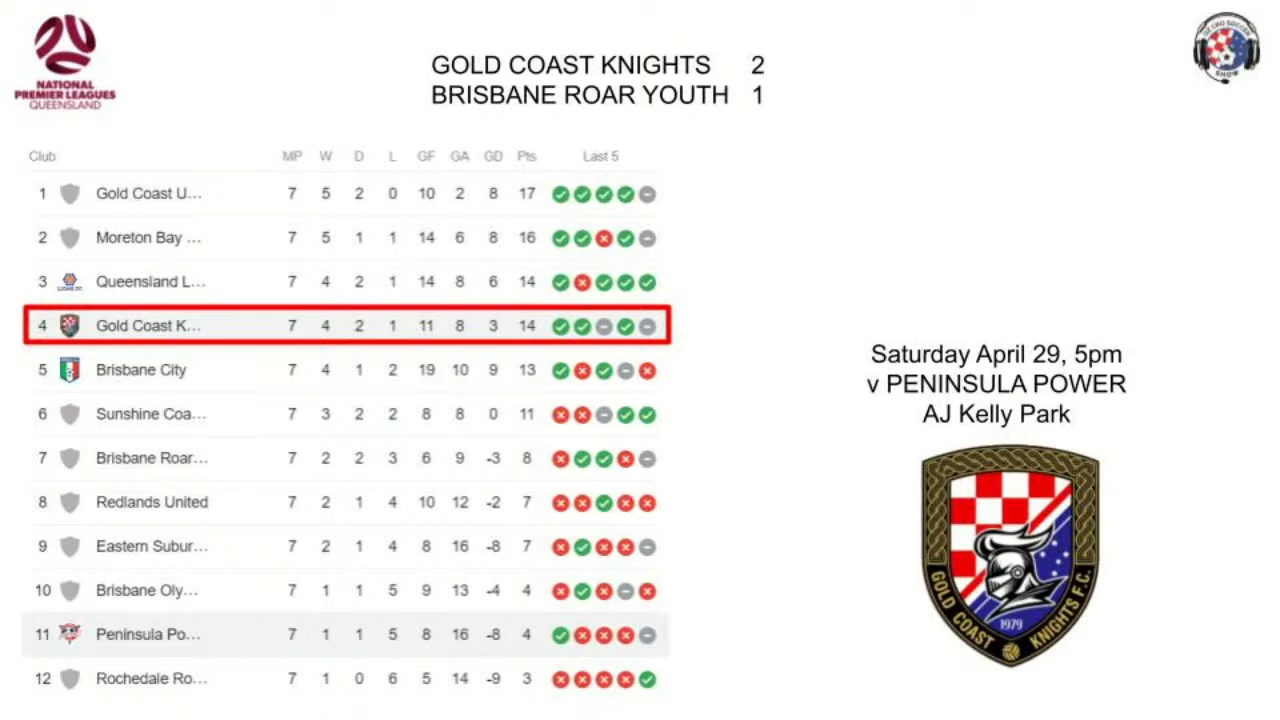 NATIONAL
PREMIER LEAGUES
QUEENSLAND
GOLD COAST KNIGHTS 2
BRISBANE ROAR YOUTH 1
OZ CRO SOCCER
SHOW
Club MP W D L GF GA GD Pts Last 5
1 Gold Coast U... 7 5 2 0 10 2 8 17
2 Moreton Bay ... 7 5 1 1 14 6 8 16
3 Queensland L... 7 4 2 1 14 8 6 14
4 Gold Coast K... 7 4 2 1 11 8 3 14
5 Brisbane City 7 4 1 2 19 10 9 13
6 Sunshine Coa... 7 3 2 2 8 8 0 11
7 Brisbane Roar... 7 2 2 3 6 9 -3 8
8 Redlands United 7 2 1 4 10 12 -2 7
9 Eastern Subur... 7 2 1 4 8 16 -8 7
10 Brisbane Oly... 7 1 1 5 9 13 -4 4
11 Peninsula Po... 7 1 1 5 8 16 -8 4
12 Rochedale Ro... 7 1 0 6 5 14 -9 3
Saturday April 29, 5pm
v PENINSULA POWER
AJ Kelly Park
GOLD COAST KNIGHTS F.C.
1979